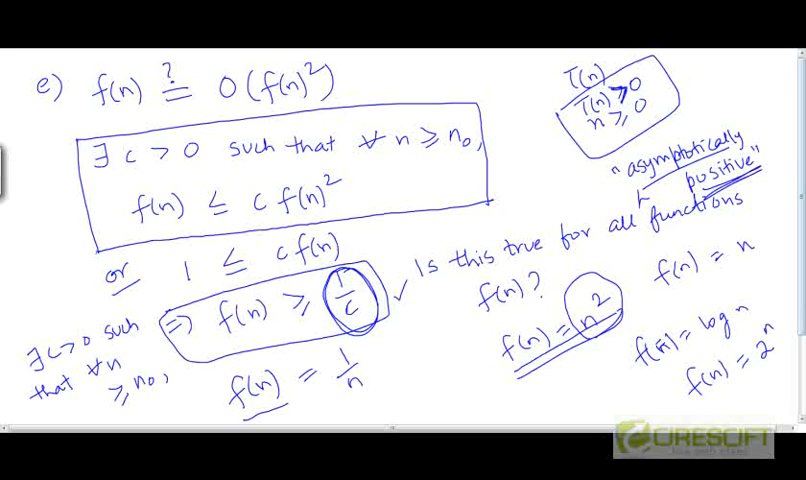 e) f(n) ≟ O(f(n)²)
∃ c > 0 such that ∀ n ≥ n₀,
f(n) ≤ c f(n)²
or 1 ≤ c f(n)
⇒ f(n) ≥ 1/c ✓
∃ c > 0 such
that ∀ n
≥ n₀,
f(n) = 1/n
T(n)
T(n) > 0
n ≥ 0
"asymptotically
positive"
Is this true for all functions
f(n)?
f(n) = n²
f(n) = n
f(n) = log n
f(n) = 2ⁿ